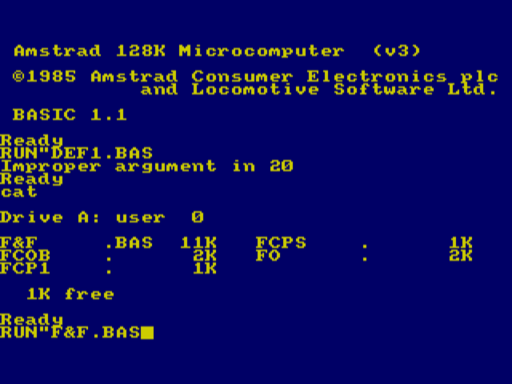 Amstrad 128K Microcomputer (v3)
©1985 Amstrad Consumer Electronics plc
and Locomotive Software Ltd.
BASIC 1.1
Ready
RUN"DEF1.BAS
Improper argument in 20
Ready
cat
Drive A: user 0
F&F .BAS 11K FCPS . 1K
FCOB . 2K FO . 2K
FCP1 . 1K
1K free
Ready
RUN"F&F.BAS